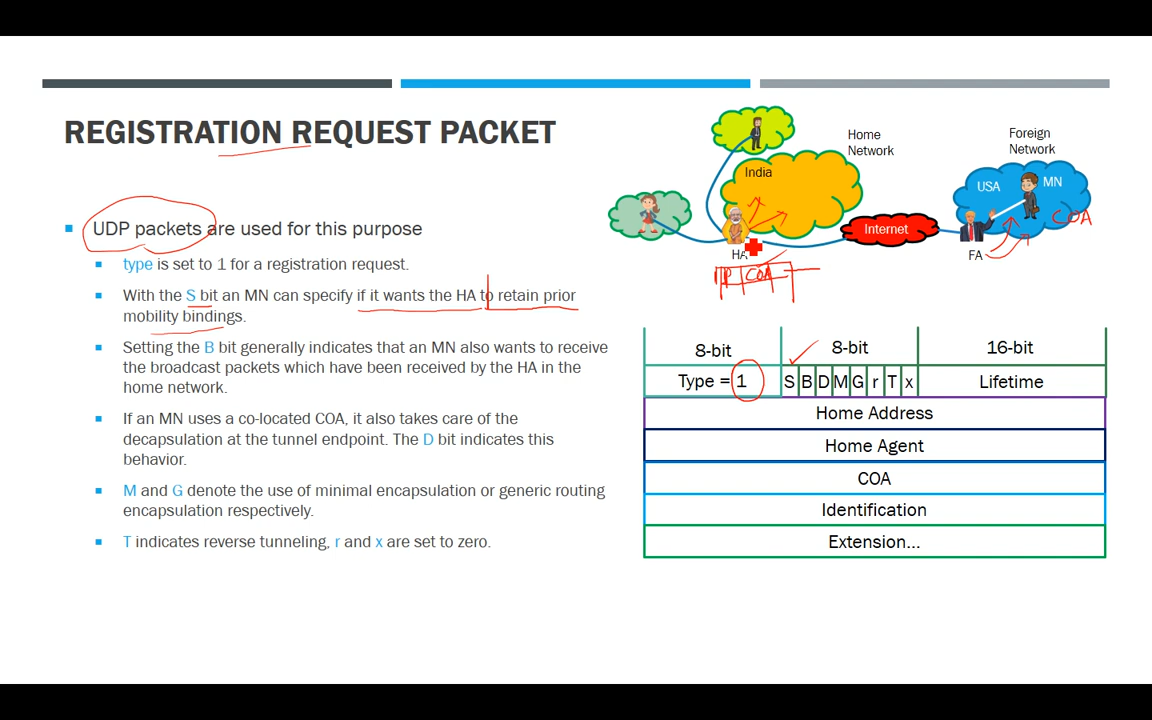 REGISTRATION REQUEST PACKET
UDP packets are used for this purpose
type is set to 1 for a registration request.
With the S bit an MN can specify if it wants the HA to retain prior
mobility bindings.
Setting the B bit generally indicates that an MN also wants to receive
the broadcast packets which have been received by the HA in the
home network.
If an MN uses a co-located COA, it also takes care of the
decapsulation at the tunnel endpoint. The D bit indicates this
behavior.
M and G denote the use of minimal encapsulation or generic routing
encapsulation respectively.
T indicates reverse tunneling, r and x are set to zero.
Home
Network
Foreign
Network
India
USA
MN
COA
Internet
HA
FA
IP COA
8-bit 8-bit 16-bit
Type = 1 S B D M G r T x Lifetime
Home Address
Home Agent
COA
Identification
Extension...